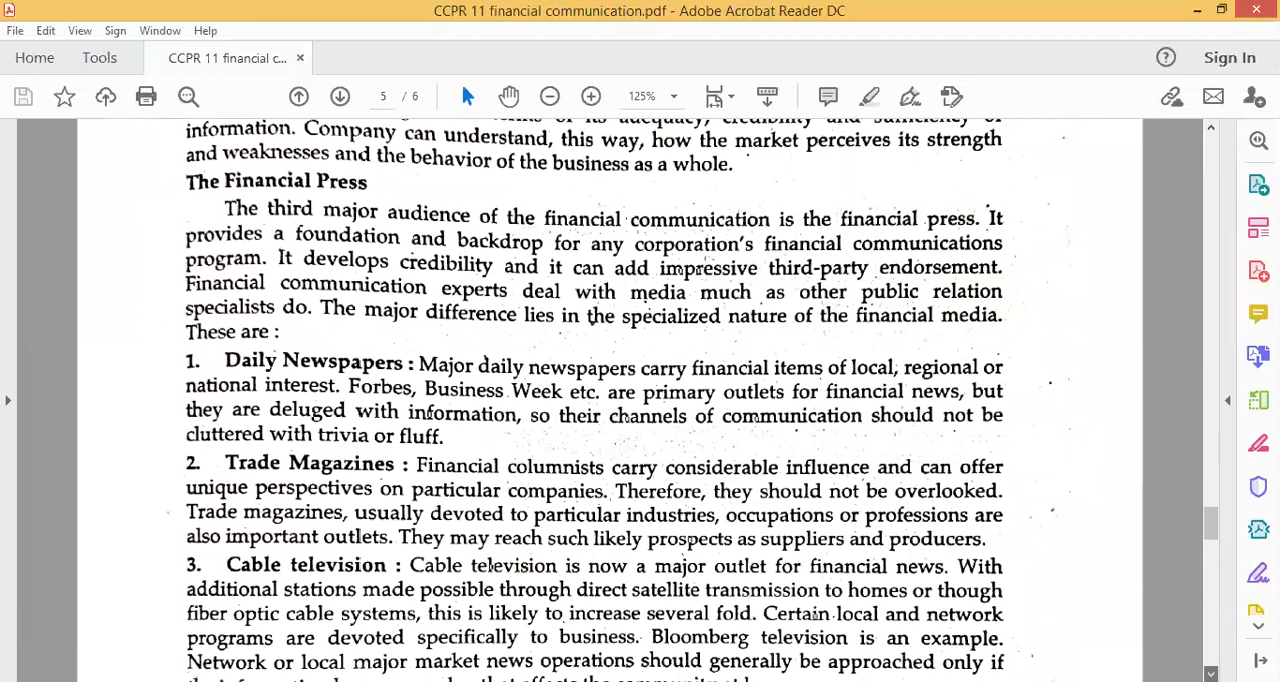 CCPR 11 financial communication.pdf - Adobe Acrobat Reader DC
File Edit View Sign Window Help
Home Tools CCPR 11 financial c... × Sign In
5 / 6 125%
of its adequacy, credibility and sufficiency of
information. Company can understand, this way, how the market perceives its strength
and weaknesses and the behavior of the business as a whole.
The Financial Press
The third major audience of the financial communication is the financial press. It
provides a foundation and backdrop for any corporation's financial communications
program. It develops credibility and it can add impressive third-party endorsement.
Financial communication experts deal with media much as other public relation
specialists do. The major difference lies in the specialized nature of the financial media.
These are :
1. Daily Newspapers : Major daily newspapers carry financial items of local, regional or
national interest. Forbes, Business Week etc. are primary outlets for financial news, but
they are deluged with information, so their channels of communication should not be
cluttered with trivia or fluff.
2. Trade Magazines : Financial columnists carry considerable influence and can offer
unique perspectives on particular companies. Therefore, they should not be overlooked.
Trade magazines, usually devoted to particular industries, occupations or professions are
also important outlets. They may reach such likely prospects as suppliers and producers.
3. Cable television : Cable television is now a major outlet for financial news. With
additional stations made possible through direct satellite transmission to homes or though
fiber optic cable systems, this is likely to increase several fold. Certain local and network
programs are devoted specifically to business. Bloomberg television is an example.
Network or local major market news operations should generally be approached only if